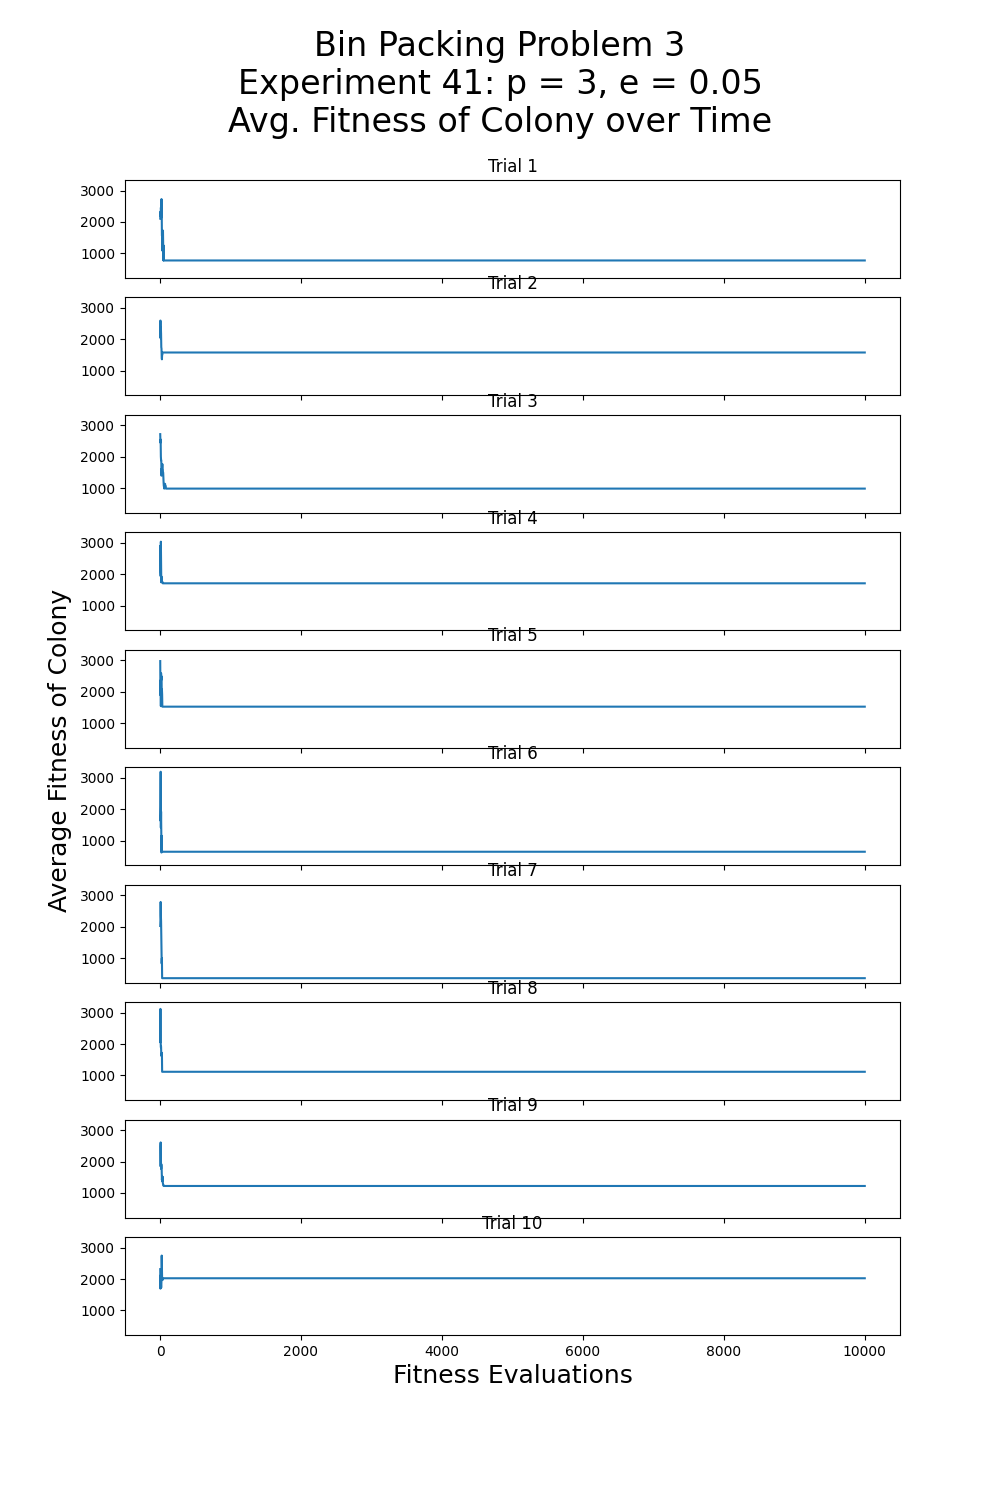 Bin Packing Problem 3
Experiment 41: p = 3, e = 0.05
Avg. Fitness of Colony over Time
Trial 1
3000
2000
1000
Trial 2
3000
2000
1000
Trial 3
3000
2000
1000
Trial 4
3000
2000
1000
Trial 5
3000
2000
1000
Trial 6
3000
2000
1000
Trial 7
3000
2000
1000
Trial 8
3000
2000
1000
Trial 9
3000
2000
1000
Trial 10
3000
2000
1000
0 2000 4000 6000 8000 10000
Fitness Evaluations
Average Fitness of Colony